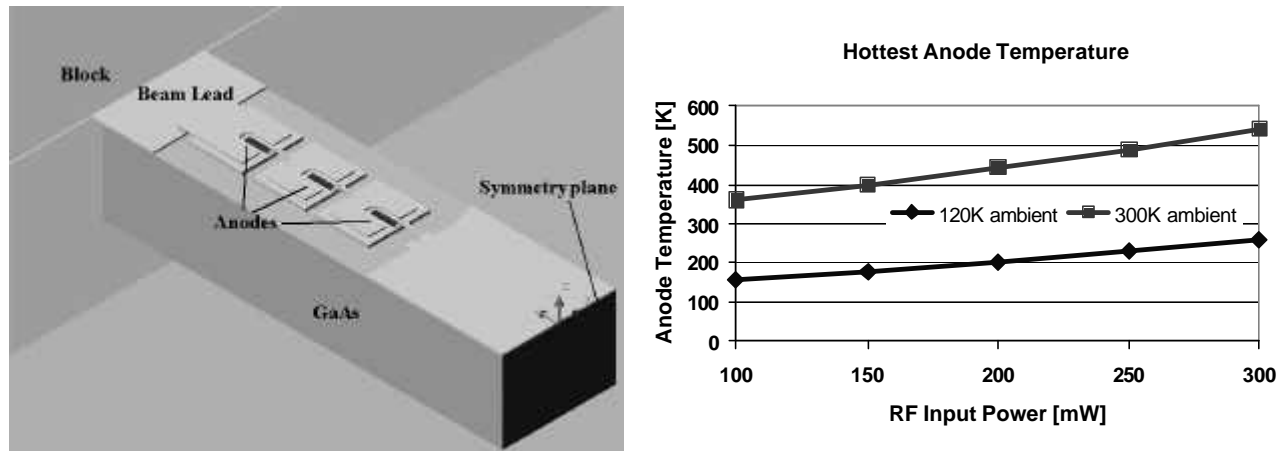 Block
Beam Lead
Symmetry plane
Anodes
GaAs
z
Hottest Anode Temperature
Anode Temperature [K]
600
500
400
300
200
100
0
120K ambient 300K ambient
100 150 200 250 300
RF Input Power [mW]